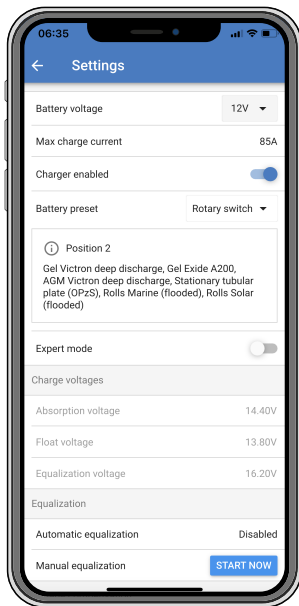 06:35
Settings
Battery voltage 12V
Max charge current 85A
Charger enabled
Battery preset Rotary switch
Position 2
Gel Victron deep discharge, Gel Exide A200,
AGM Victron deep discharge, Stationary tubular
plate (OPzS), Rolls Marine (flooded), Rolls Solar
(flooded)
Expert mode
Charge voltages
Absorption voltage 14.40V
Float voltage 13.80V
Equalization voltage 16.20V
Equalization
Automatic equalization Disabled
Manual equalization START NOW